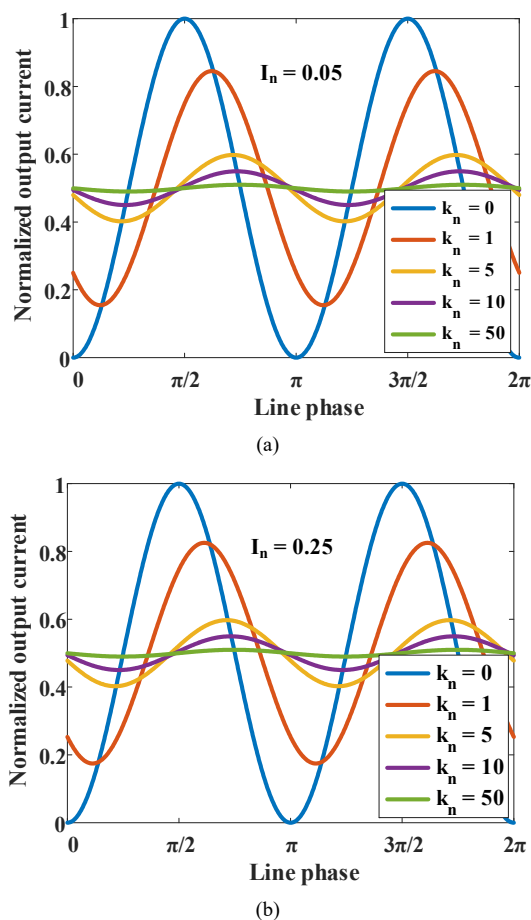 1
0.8
0.6
0.4
0.2
0
Normalized output current
I_n = 0.05
k_n = 0
k_n = 1
k_n = 5
k_n = 10
k_n = 50
0 π/2 π 3π/2 2π
Line phase
(a)
1
0.8
0.6
0.4
0.2
0
Normalized output current
I_n = 0.25
k_n = 0
k_n = 1
k_n = 5
k_n = 10
k_n = 50
0 π/2 π 3π/2 2π
Line phase
(b)